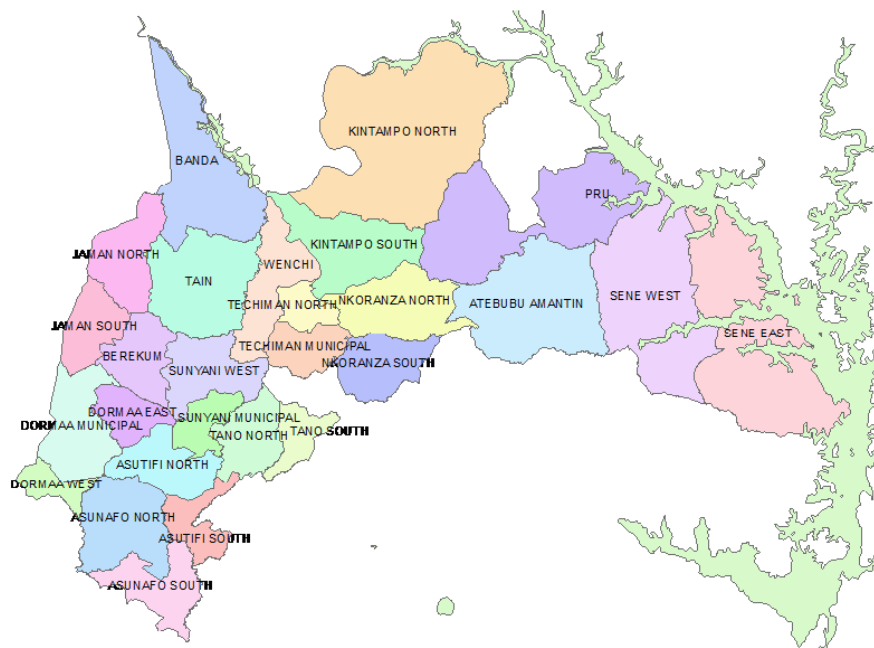 KINTAMPO NORTH
BANDA
PRU
KINTAMPO SOUTH
JAMAN NORTH
WENCHI
TAIN
SENE WEST
TECHIMAN NORTH
NKORANZA NORTH
ATEBUBU AMANTIN
JAMAN SOUTH
SENE EAST
TECHIMAN MUNICIPAL
BEREKUM
NKORANZA SOUTH
SUNYANI WEST
DORMAA EAST
SUNYANI MUNICIPAL
DORMAA MUNICIPAL
TANO NORTH
TANO SOUTH
ASUTIFI NORTH
DORMAA WEST
ASUNAFO NORTH
ASUTIFI SOUTH
ASUNAFO SOUTH